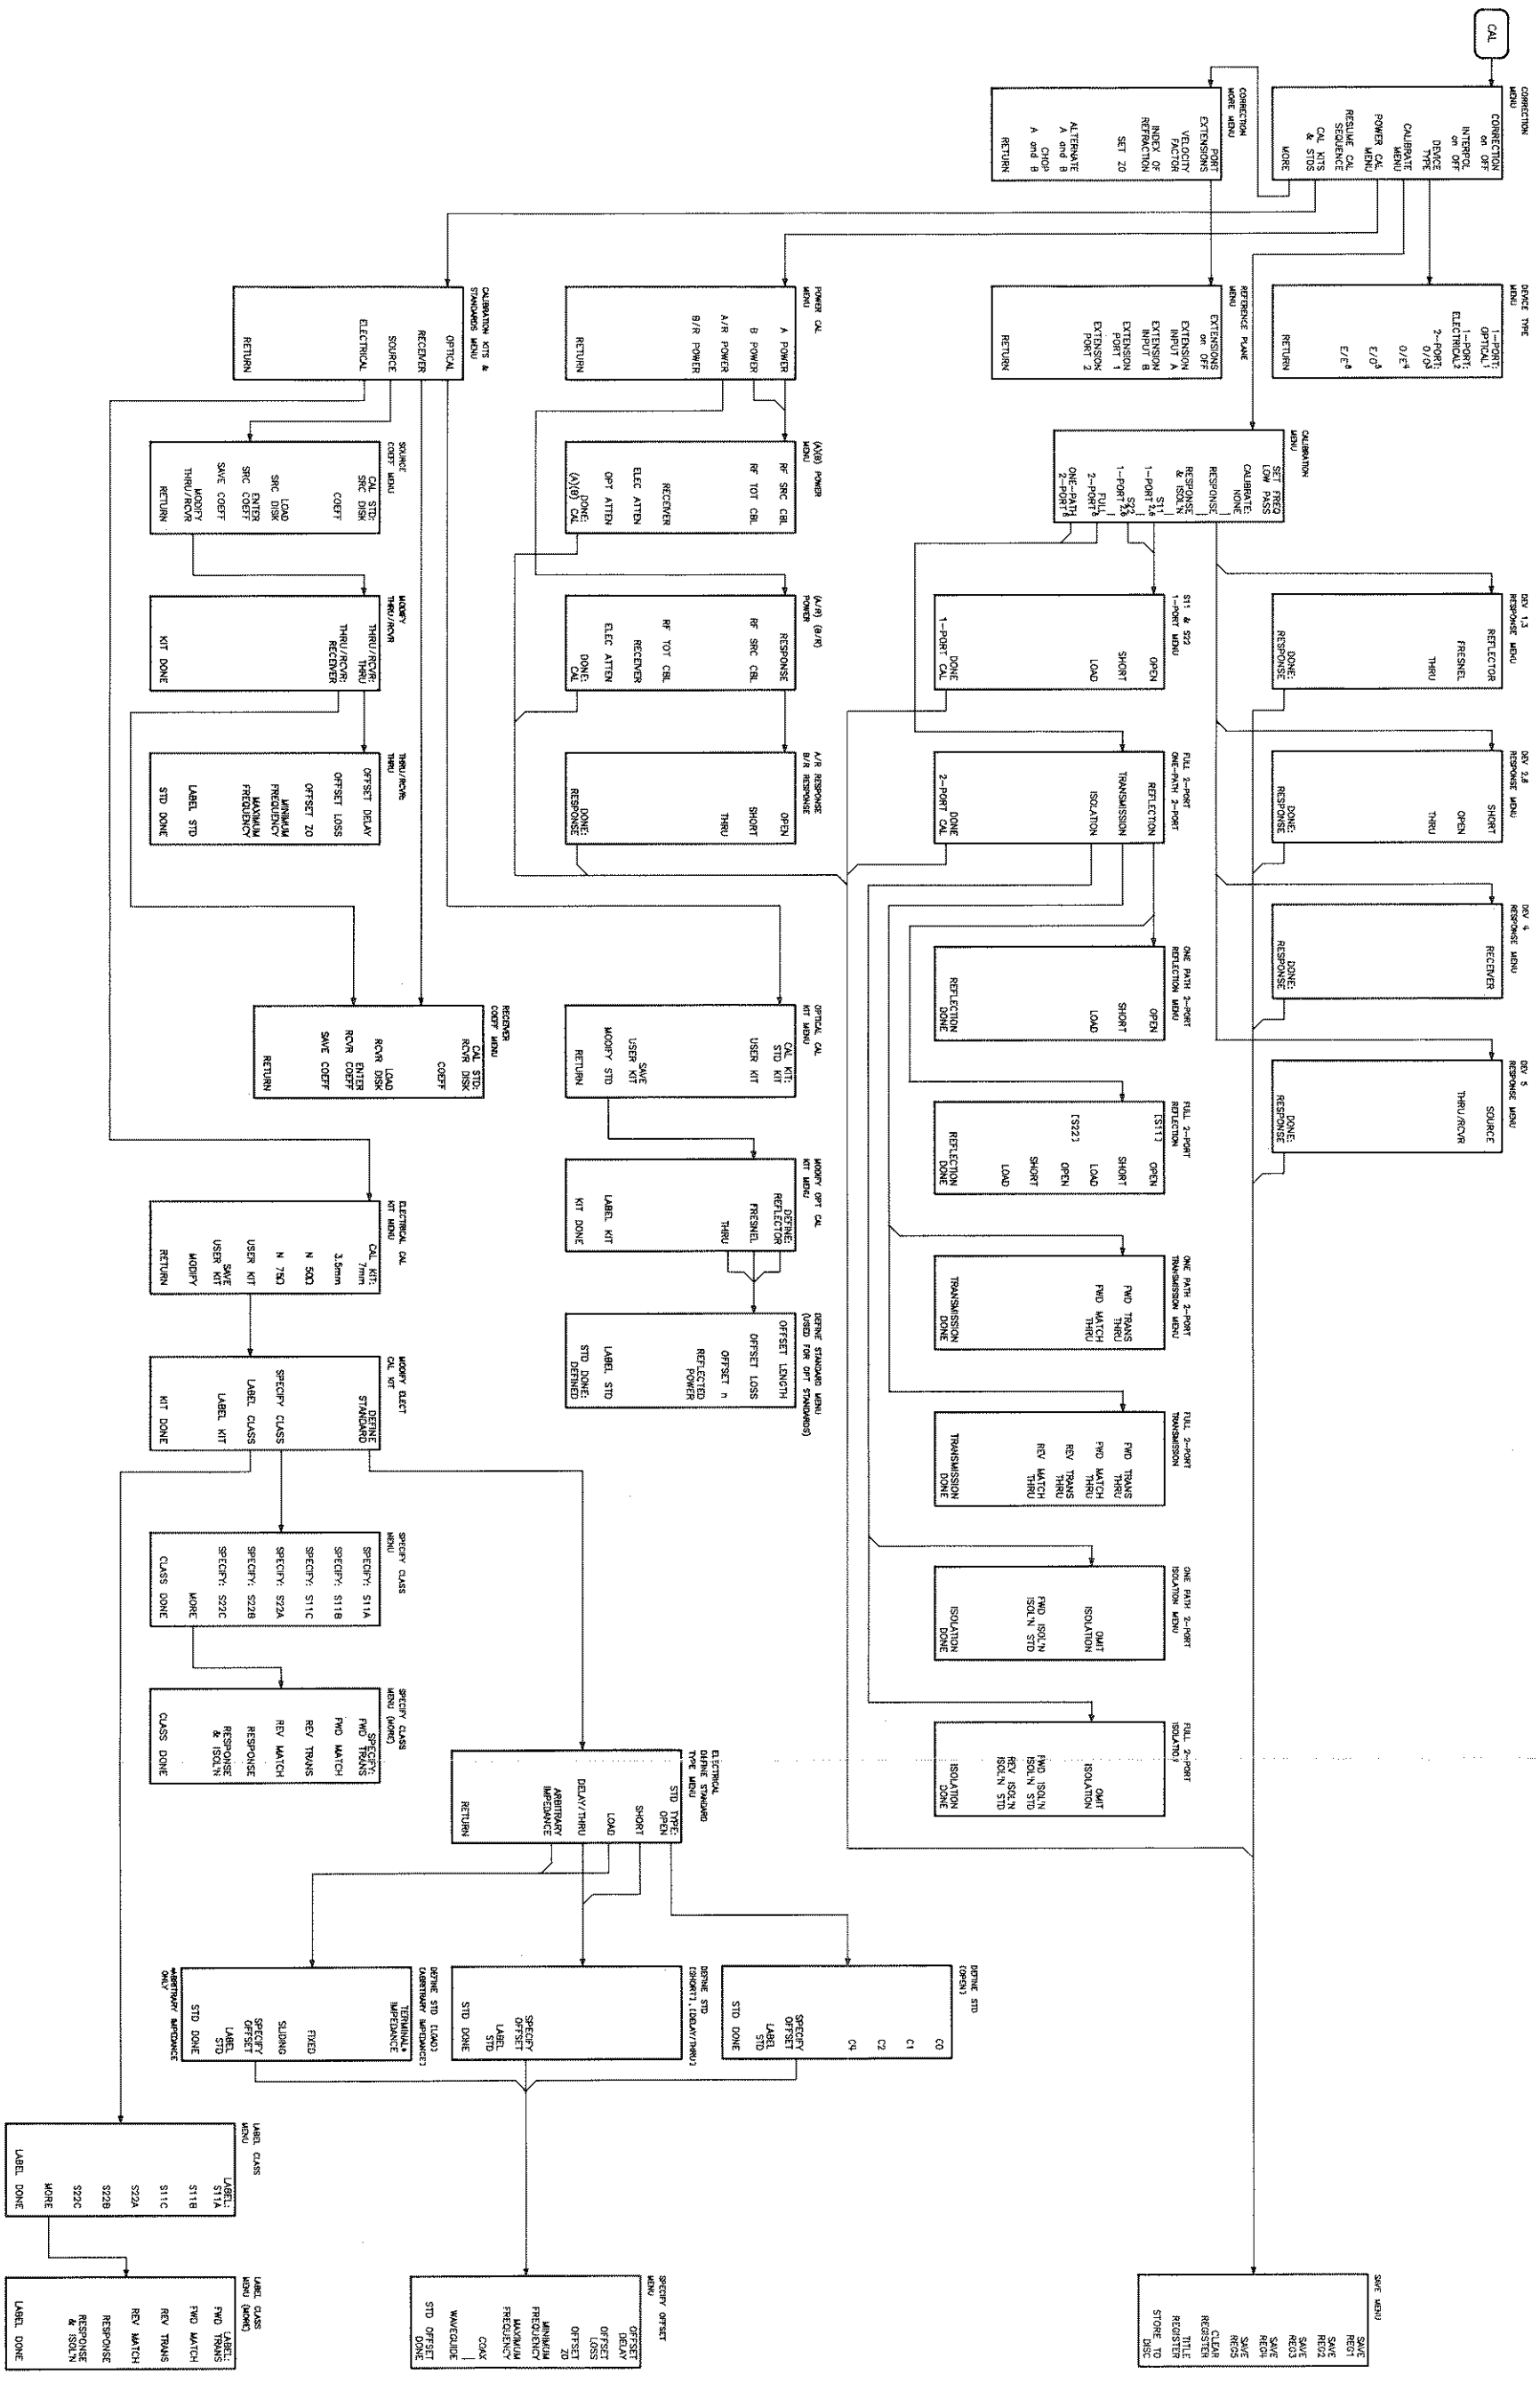 CAL
CORRECTION
MENU
CORRECTION
on OFF
INTERPOL
on OFF
DEVICE
TYPE
CALIBRATE
MENU
POWER CAL
MENU
RESUME CAL
SEQUENCE
CAL KITS
& STDS
MORE
CORRECTION
MORE MENU
PORT
EXTENSIONS
VELOCITY
FACTOR
INDEX OF
REFRACTION
SET ZO
ALTERNATE
A and B
CHOP
A and B
RETURN
DEVICE TYPE
MENU
1-PORT:
OPTICAL1
1-PORT:
ELECTRICAL2
2-PORT:
O/O3
O/E4
E/O5
E/E6
RETURN
REFERENCE PLANE
MENU
EXTENSIONS
on OFF
EXTENSION
INPUT A
EXTENSION
INPUT B
EXTENSION
PORT 1
EXTENSION
PORT 2
RETURN
POWER CAL
MENU
A POWER
B POWER
A/R POWER
B/R POWER
RETURN
CALIBRATION KITS &
STANDARDS MENU
OPTICAL
RECEIVER
SOURCE
ELECTRICAL
RETURN
CALIBRATION
MENU
SET FREQ
LOW PASS
CALIBRATE:
NONE
RESPONSE
RESPONSE
& ISOL'N
S11
1-PORT 2,6
S22
1-PORT 2,6
FULL
2-PORT 6
ONE-PATH
2-PORT 6
(A)(B) POWER
MENU
RF SRC CBL
RF TOT CBL
RECEIVER
ELEC ATTEN
OPT ATTEN
DONE:
(A)(B) CAL
SOURCE
COEFF MENU
CAL STD:
SRC DISK
COEFF
LOAD
SRC DISK
ENTER
SRC COEFF
SAVE COEFF
MODIFY
THRU/RCVR
RETURN
DEV 1,3
RESPONSE MENU
REFLECTOR
FRESNEL
THRU
DONE:
RESPONSE
S11 & S22
1-PORT MENU
OPEN
SHORT
LOAD
DONE
1-PORT CAL
(A/R) (B/R)
POWER
RESPONSE
RF SRC CBL
RF TOT CBL
RECEIVER
ELEC ATTEN
DONE:
CAL
MODIFY
THRU/RCVR
THRU/RCVR:
THRU
THRU/RCVR:
RECEIVER
KIT DONE
DEV 2,6
RESPONSE MENU
SHORT
OPEN
THRU
DONE:
RESPONSE
FULL 2-PORT
ONE-PATH 2-PORT
REFLECTION
TRANSMISSION
ISOLATION
DONE
2-PORT CAL
A/R RESPONSE
B/R RESPONSE
OPEN
SHORT
THRU
DONE:
RESPONSE
THRU/RCVR:
THRU
OFFSET DELAY
OFFSET LOSS
OFFSET ZO
MINIMUM
FREQUENCY
MAXIMUM
FREQUENCY
LABEL STD
STD DONE
DEV 4
RESPONSE MENU
RECEIVER
DONE:
RESPONSE
ONE PATH 2-PORT
REFLECTION MENU
OPEN
SHORT
LOAD
REFLECTION
DONE
OPTICAL CAL
KIT MENU
CAL KIT:
STD KIT
USER KIT
SAVE
USER KIT
MODIFY STD
RETURN
RECEIVER
COEFF MENU
CAL STD:
RCVR DISK
COEFF
LOAD
RCVR DISK
ENTER
RCVR COEFF
SAVE COEFF
RETURN
DEV 5
RESPONSE MENU
SOURCE
THRU/RCVR
DONE:
RESPONSE
FULL 2-PORT
REFLECTION
[S11] OPEN
SHORT
LOAD
[S22] OPEN
SHORT
LOAD
REFLECTION
DONE
MODIFY OPT CAL
KIT MENU
DEFINE:
REFLECTOR
FRESNEL
THRU
LABEL KIT
KIT DONE
ELECTRICAL CAL
KIT MENU
CAL KIT:
7mm
3.5mm
N 50Ω
N 75Ω
USER KIT
SAVE
USER KIT
MODIFY
RETURN
ONE PATH 2-PORT
TRANSMISSION MENU
FWD TRANS
THRU
FWD MATCH
THRU
TRANSMISSION
DONE
DEFINE STANDARD MENU
(USED FOR OPT STANDARDS)
OFFSET LENGTH
OFFSET LOSS
OFFSET n
REFLECTED
POWER
LABEL STD
STD DONE:
DEFINED
MODIFY ELECT
CAL KIT
DEFINE
STANDARD
SPECIFY CLASS
LABEL CLASS
LABEL KIT
KIT DONE
FULL 2-PORT
TRANSMISSION
FWD TRANS
THRU
FWD MATCH
THRU
REV TRANS
THRU
REV MATCH
THRU
TRANSMISSION
DONE
SPECIFY CLASS
MENU
SPECIFY: S11A
SPECIFY: S11B
SPECIFY: S11C
SPECIFY: S22A
SPECIFY: S22B
SPECIFY: S22C
MORE
CLASS DONE
ONE PATH 2-PORT
ISOLATION MENU
OMIT
ISOLATION
FWD ISOL'N
ISOL'N STD
ISOLATION
DONE
SPECIFY CLASS
MENU (MORE)
SPECIFY:
FWD TRANS
FWD MATCH
REV TRANS
REV MATCH
RESPONSE
RESPONSE
& ISOL'N
CLASS DONE
FULL 2-PORT
ISOLATION
OMIT
ISOLATION
FWD ISOL'N
ISOL'N STD
REV ISOL'N
ISOL'N STD
ISOLATION
DONE
ELECTRICAL
DEFINE STANDARD
TYPE MENU
STD TYPE:
OPEN
SHORT
LOAD
DELAY/THRU
ARBITRARY
IMPEDANCE
RETURN
DEFINE STD
[OPEN]
C0
C1
C2
C4
SPECIFY
OFFSET
LABEL
STD
STD DONE
DEFINE STD
[SHORT],[DELAY/THRU]
SPECIFY
OFFSET
LABEL
STD
STD DONE
DEFINE STD [LOAD]
[ABRITRARY IMPEDANCE]
TERMINAL*
IMPEDANCE
FIXED
SLIDING
SPECIFY
OFFSET
LABEL
STD
STD DONE
*ABRITRARY IMPEDANCE
ONLY
LABEL CLASS
MENU
LABEL:
S11A
S11B
S11C
S22A
S22B
S22C
MORE
LABEL DONE
SAVE MENU
SAVE
REG1
SAVE
REG2
SAVE
REG3
SAVE
REG4
SAVE
REG5
CLEAR
REGISTER
TITLE
REGISTER
STORE TO
DISC
SPECIFY OFFSET
MENU
OFFSET
DELAY
OFFSET
LOSS
OFFSET
ZO
MINIMUM
FREQUENCY
MAXIMUM
FREQUENCY
COAX
WAVEGUIDE
STD OFFSET
DONE
LABEL CLASS
MENU (MORE)
LABEL:
FWD TRANS
FWD MATCH
REV TRANS
REV MATCH
RESPONSE
RESPONSE
& ISOL'N
LABEL DONE